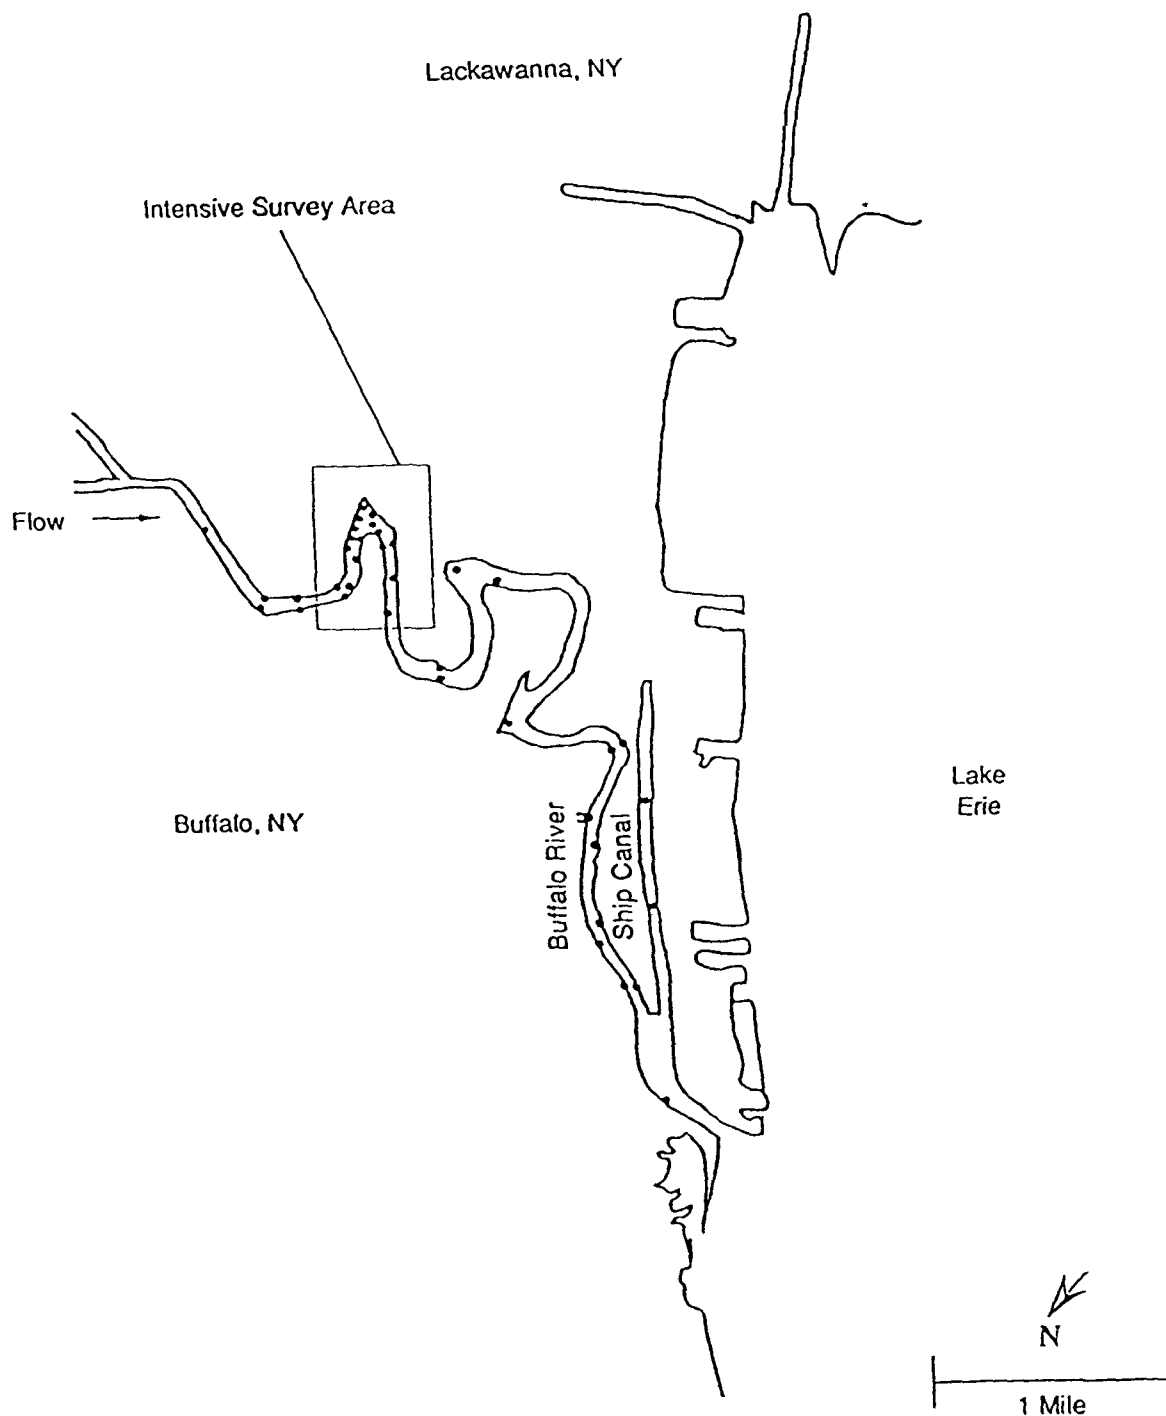 Lackawanna, NY
Intensive Survey Area
Flow
Buffalo, NY
Buffalo River
Ship Canal
Lake
Erie
N
1 Mile